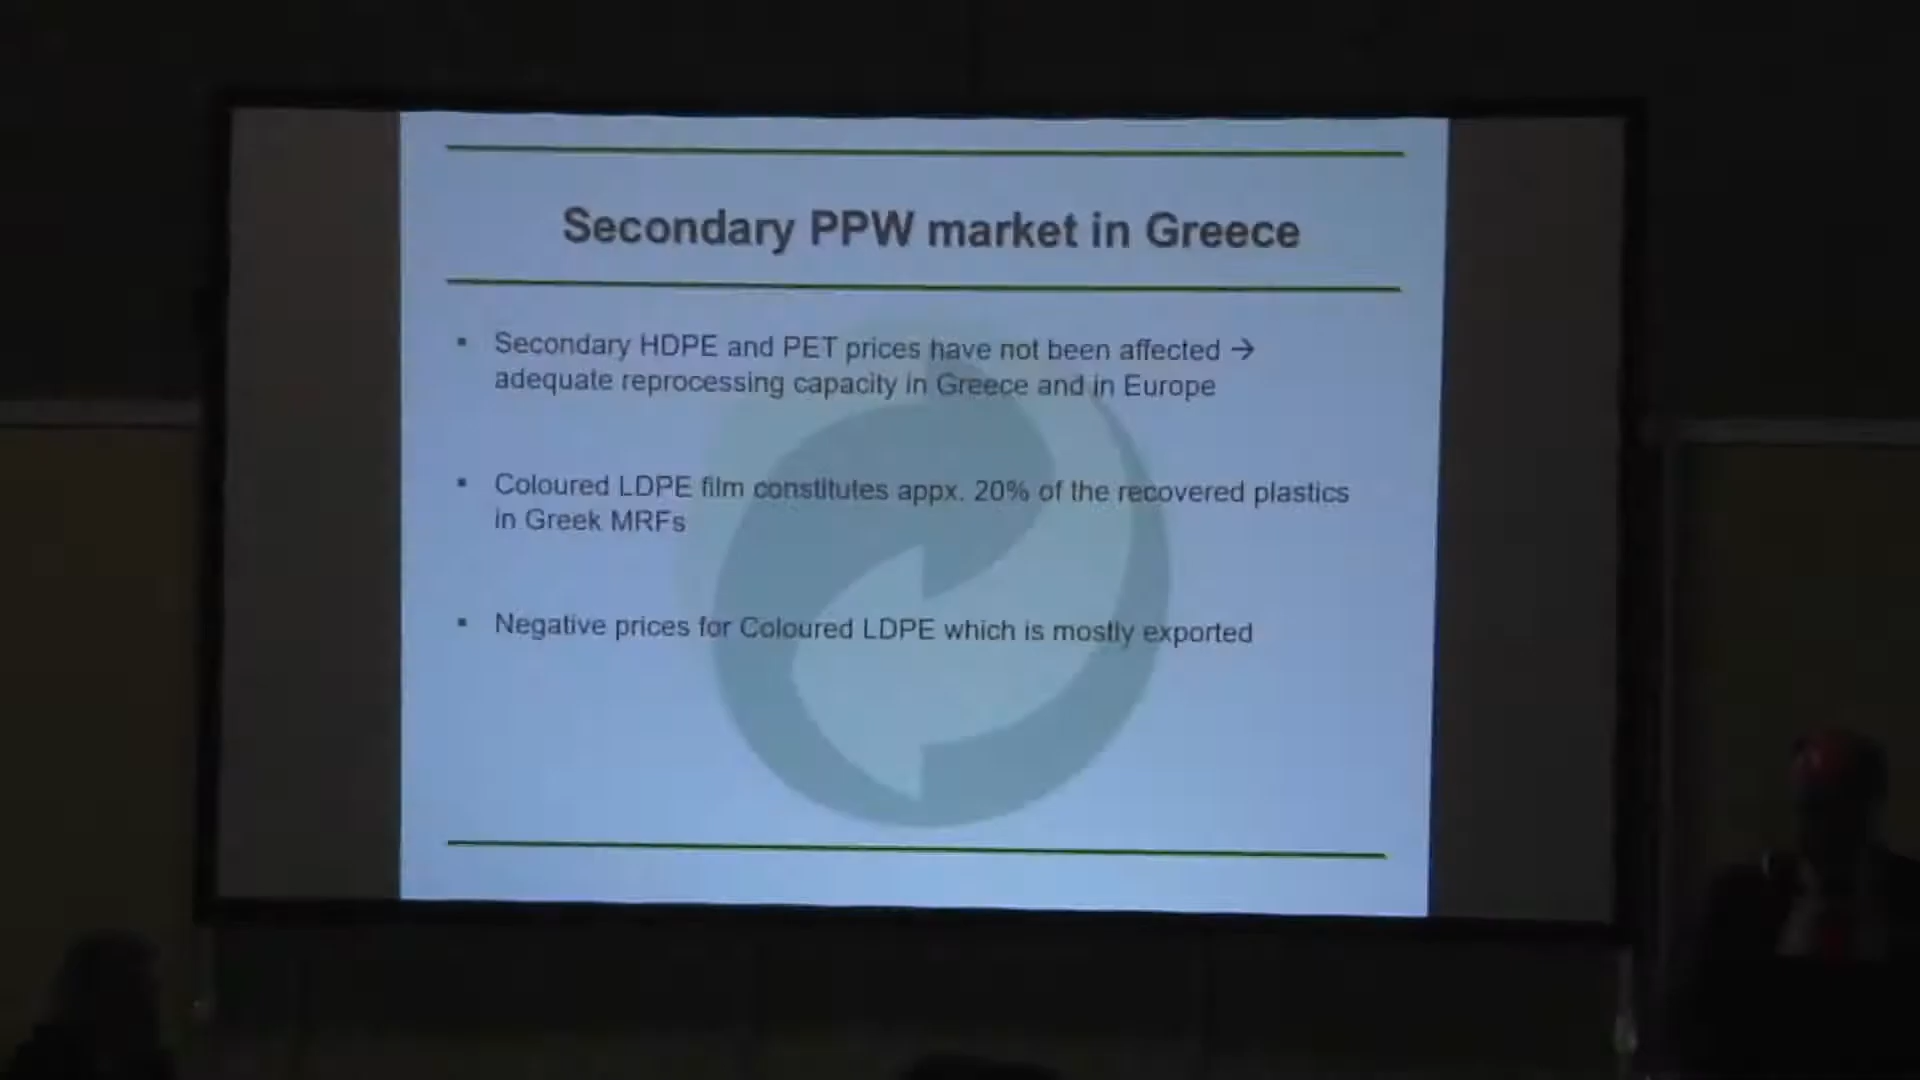 Secondary PPW market in Greece
▪ Secondary HDPE and PET prices have not been affected →
adequate reprocessing capacity in Greece and in Europe
▪ Coloured LDPE film constitutes appx. 20% of the recovered plastics
in Greek MRFs
▪ Negative prices for Coloured LDPE which is mostly exported